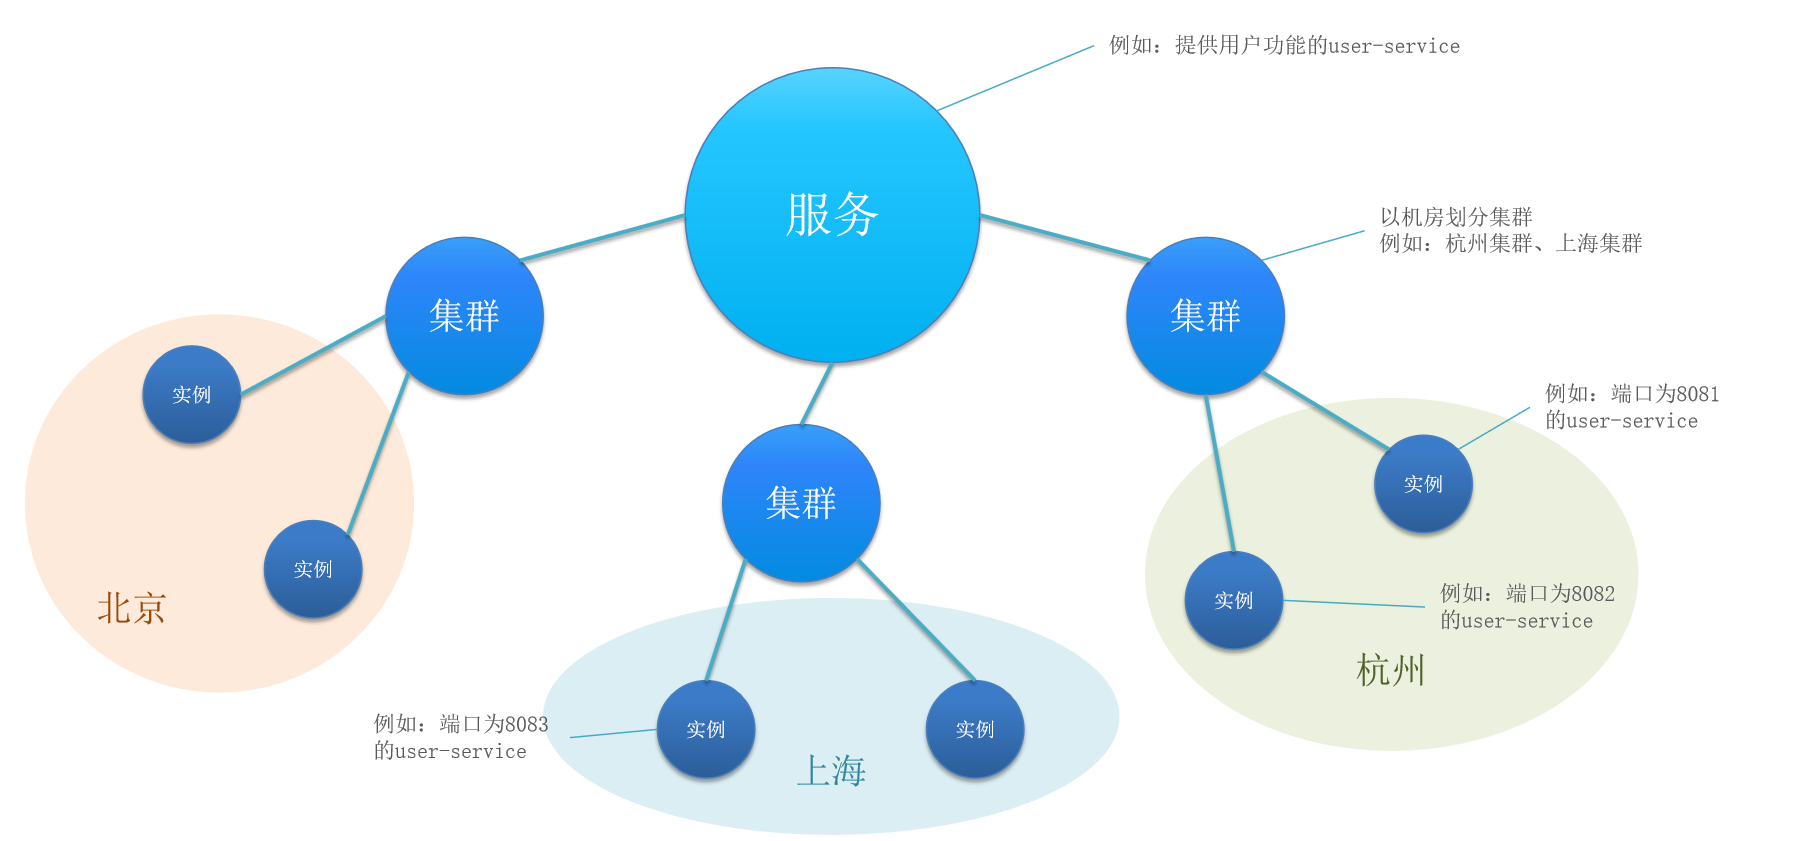 例如：提供用户功能的user-service
服务
以机房划分集群
例如：杭州集群、上海集群
集群
集群
实例
例如：端口为8081
的user-service
集群
实例
实例
北京
例如：端口为8082
的user-service
实例
杭州
例如：端口为8083
的user-service
实例
实例
上海